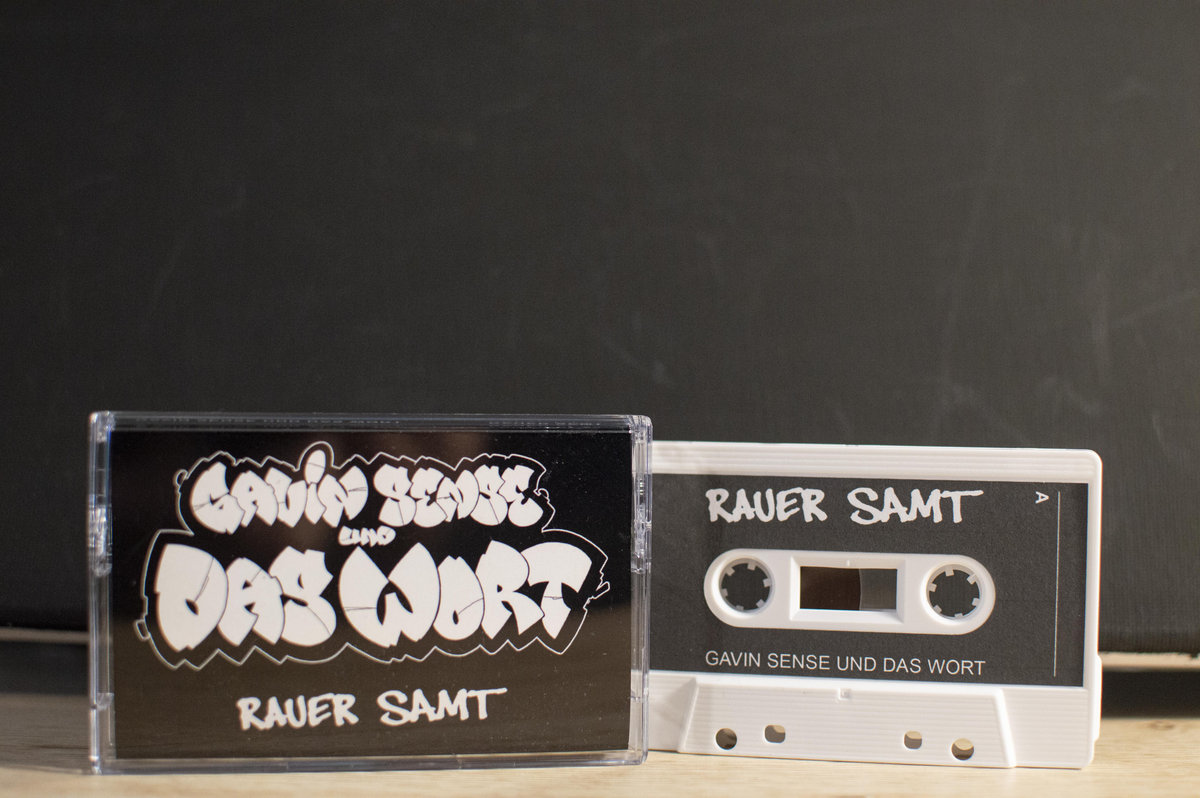 GAVIN SENSE
UND
DAS WORT
RAUER SAMT
RAUER SAMT
A
GAVIN SENSE UND DAS WORT